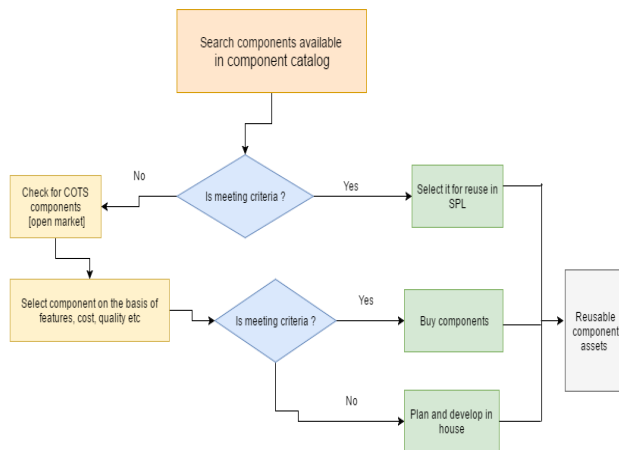 Search components available
in component catalog
No
Is meeting criteria ?
Yes
Select it for reuse in
SPL
Check for COTS
components
[open market]
Select component on the basis of
features, cost, quality etc
Is meeting criteria ?
Yes
Buy components
Reusable
component
assets
No
Plan and develop in
house